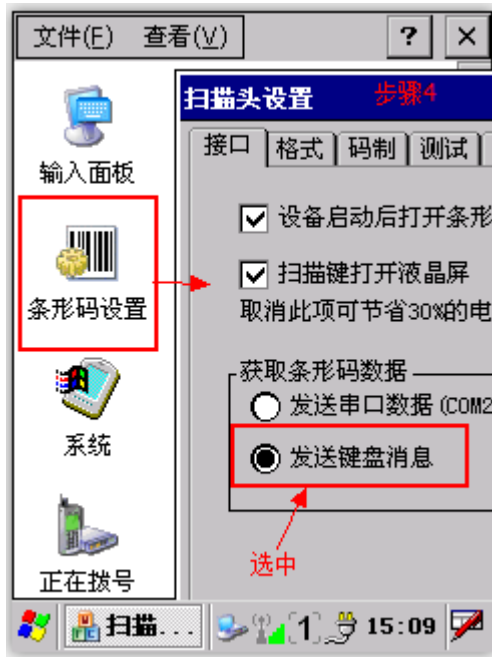 文件(F) 查看(V) ? ×
扫描头设置 步骤4
接口 格式 码制 测试
输入面板
设备启动后打开条形
扫描键打开液晶屏
条形码设置
取消此项可节省30%的电
获取条形码数据
发送串口数据(COM2
系统
发送键盘消息
选中
正在拨号
扫描... 1 15:09